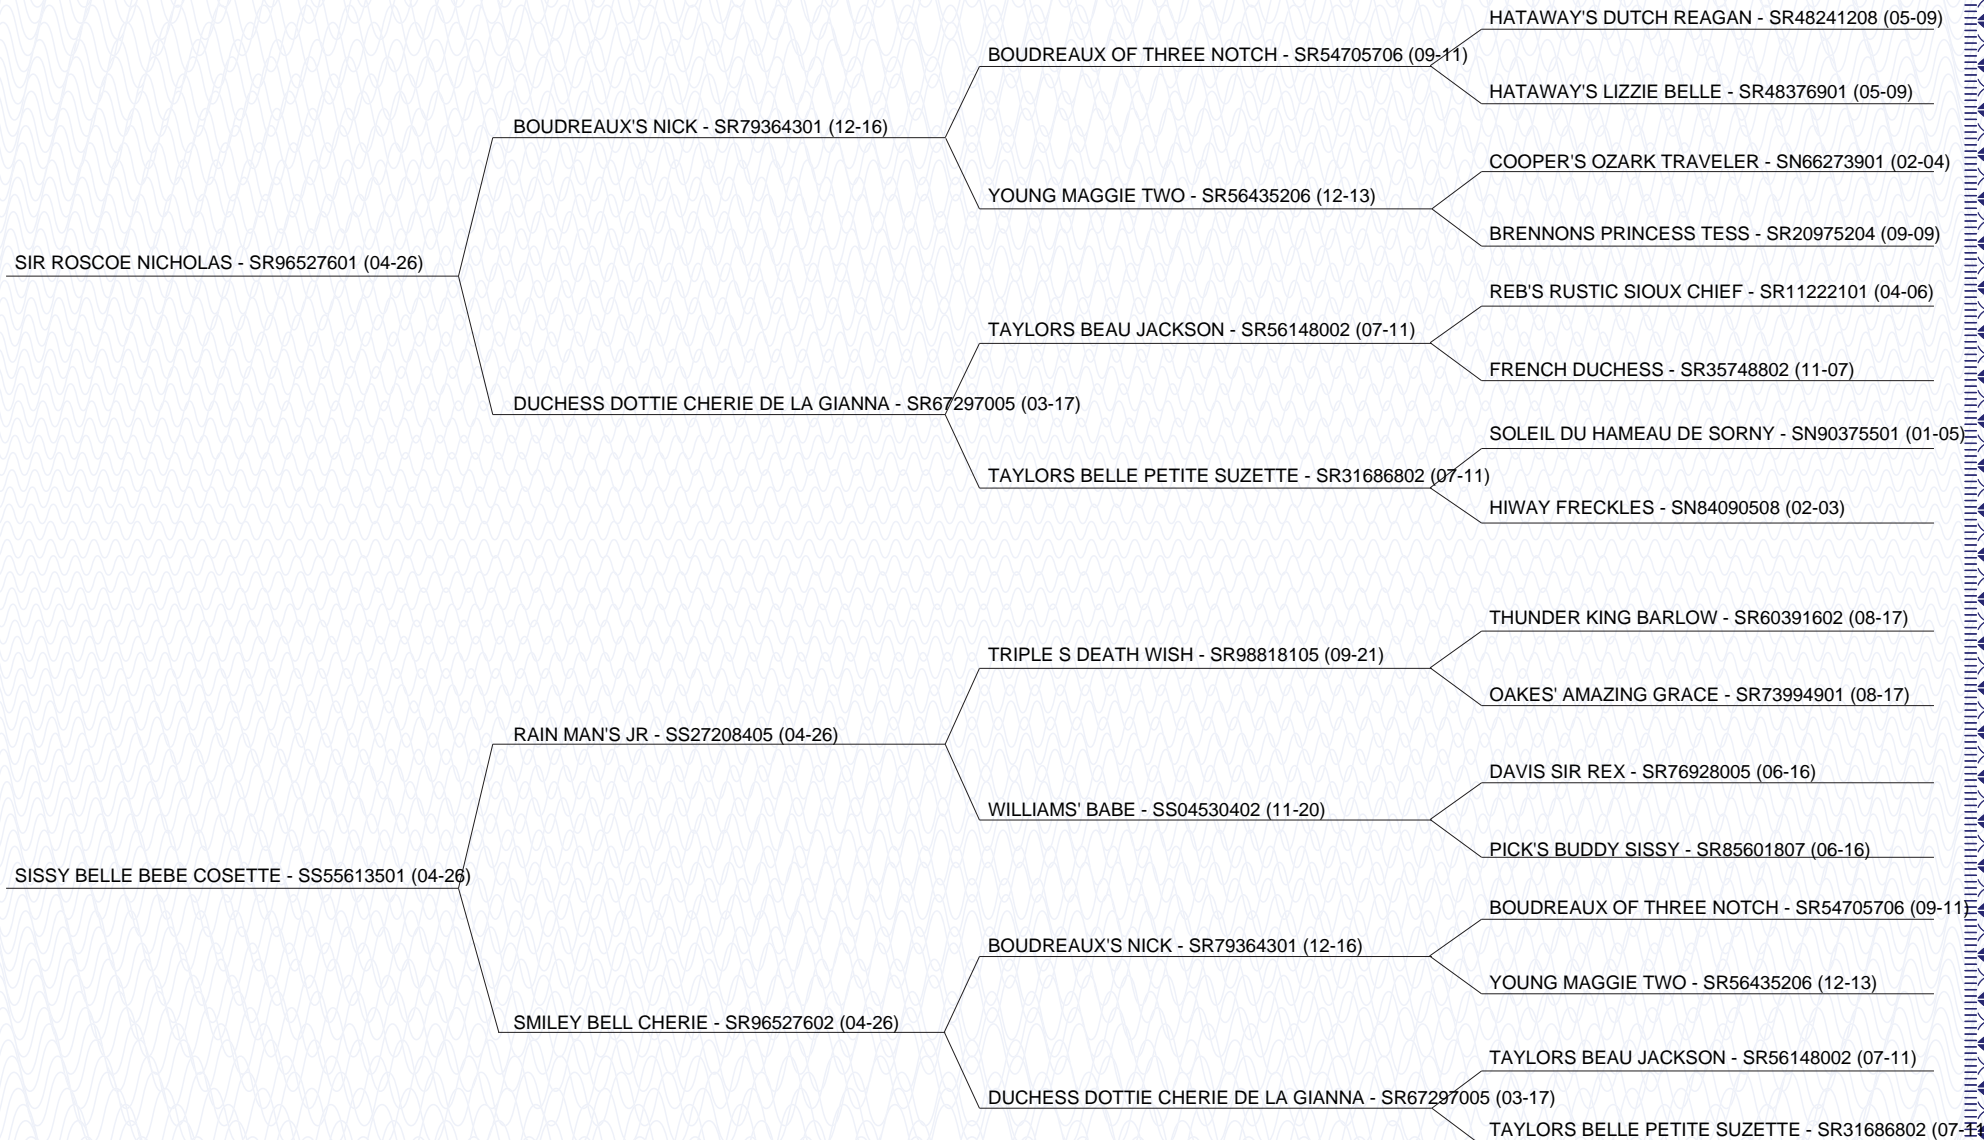 HATAWAY'S DUTCH REAGAN - SR48241208 (05-09)
BOUDREAUX OF THREE NOTCH - SR54705706 (09-11)
HATAWAY'S LIZZIE BELLE - SR48376901 (05-09)
BOUDREAUX'S NICK - SR79364301 (12-16)
COOPER'S OZARK TRAVELER - SN66273901 (02-04)
YOUNG MAGGIE TWO - SR56435206 (12-13)
BRENNONS PRINCESS TESS - SR20975204 (09-09)
SIR ROSCOE NICHOLAS - SR96527601 (04-26)
REB'S RUSTIC SIOUX CHIEF - SR11222101 (04-06)
TAYLORS BEAU JACKSON - SR56148002 (07-11)
FRENCH DUCHESS - SR35748802 (11-07)
DUCHESS DOTTIE CHERIE DE LA GIANNA - SR67297005 (03-17)
SOLEIL DU HAMEAU DE SORNY - SN90375501 (01-05)
TAYLORS BELLE PETITE SUZETTE - SR31686802 (07-11)
HIWAY FRECKLES - SN84090508 (02-03)
THUNDER KING BARLOW - SR60391602 (08-17)
TRIPLE S DEATH WISH - SR98818105 (09-21)
OAKES' AMAZING GRACE - SR73994901 (08-17)
RAIN MAN'S JR - SS27208405 (04-26)
DAVIS SIR REX - SR76928005 (06-16)
WILLIAMS' BABE - SS04530402 (11-20)
PICK'S BUDDY SISSY - SR85601807 (06-16)
SISSY BELLE BEBE COSETTE - SS55613501 (04-26)
BOUDREAUX OF THREE NOTCH - SR54705706 (09-11)
BOUDREAUX'S NICK - SR79364301 (12-16)
YOUNG MAGGIE TWO - SR56435206 (12-13)
SMILEY BELL CHERIE - SR96527602 (04-26)
TAYLORS BEAU JACKSON - SR56148002 (07-11)
DUCHESS DOTTIE CHERIE DE LA GIANNA - SR67297005 (03-17)
TAYLORS BELLE PETITE SUZETTE - SR31686802 (07-11